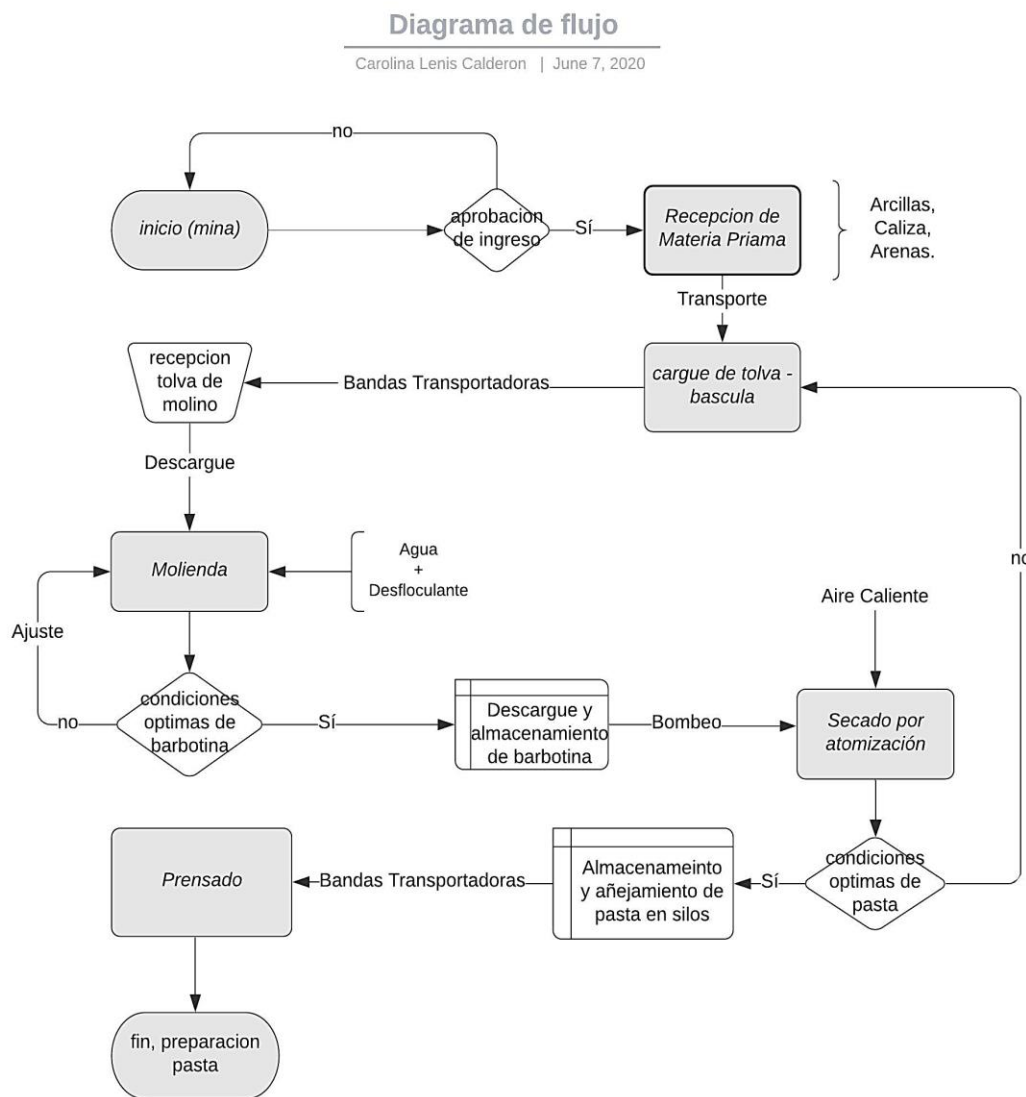 Diagrama de flujo
Carolina Lenis Calderon | June 7, 2020
no
inicio (mina)
aprobacion
de ingreso
Sí
Recepcion de
Materia Priama
Arcillas,
Caliza,
Arenas.
Transporte
recepcion
tolva de
molino
Bandas Transportadoras
cargue de tolva -
bascula
Descargue
no
Molienda
Agua
+
Desfloculante
Aire Caliente
Ajuste
condiciones
optimas de
barbotina
no
Sí
Descargue y
almacenamiento
de barbotina
Bombeo
Secado por
atomización
Prensado
Bandas Transportadoras
Almacenameinto
y añejamiento de
pasta en silos
Sí
condiciones
optimas de
pasta
fin, preparacion
pasta